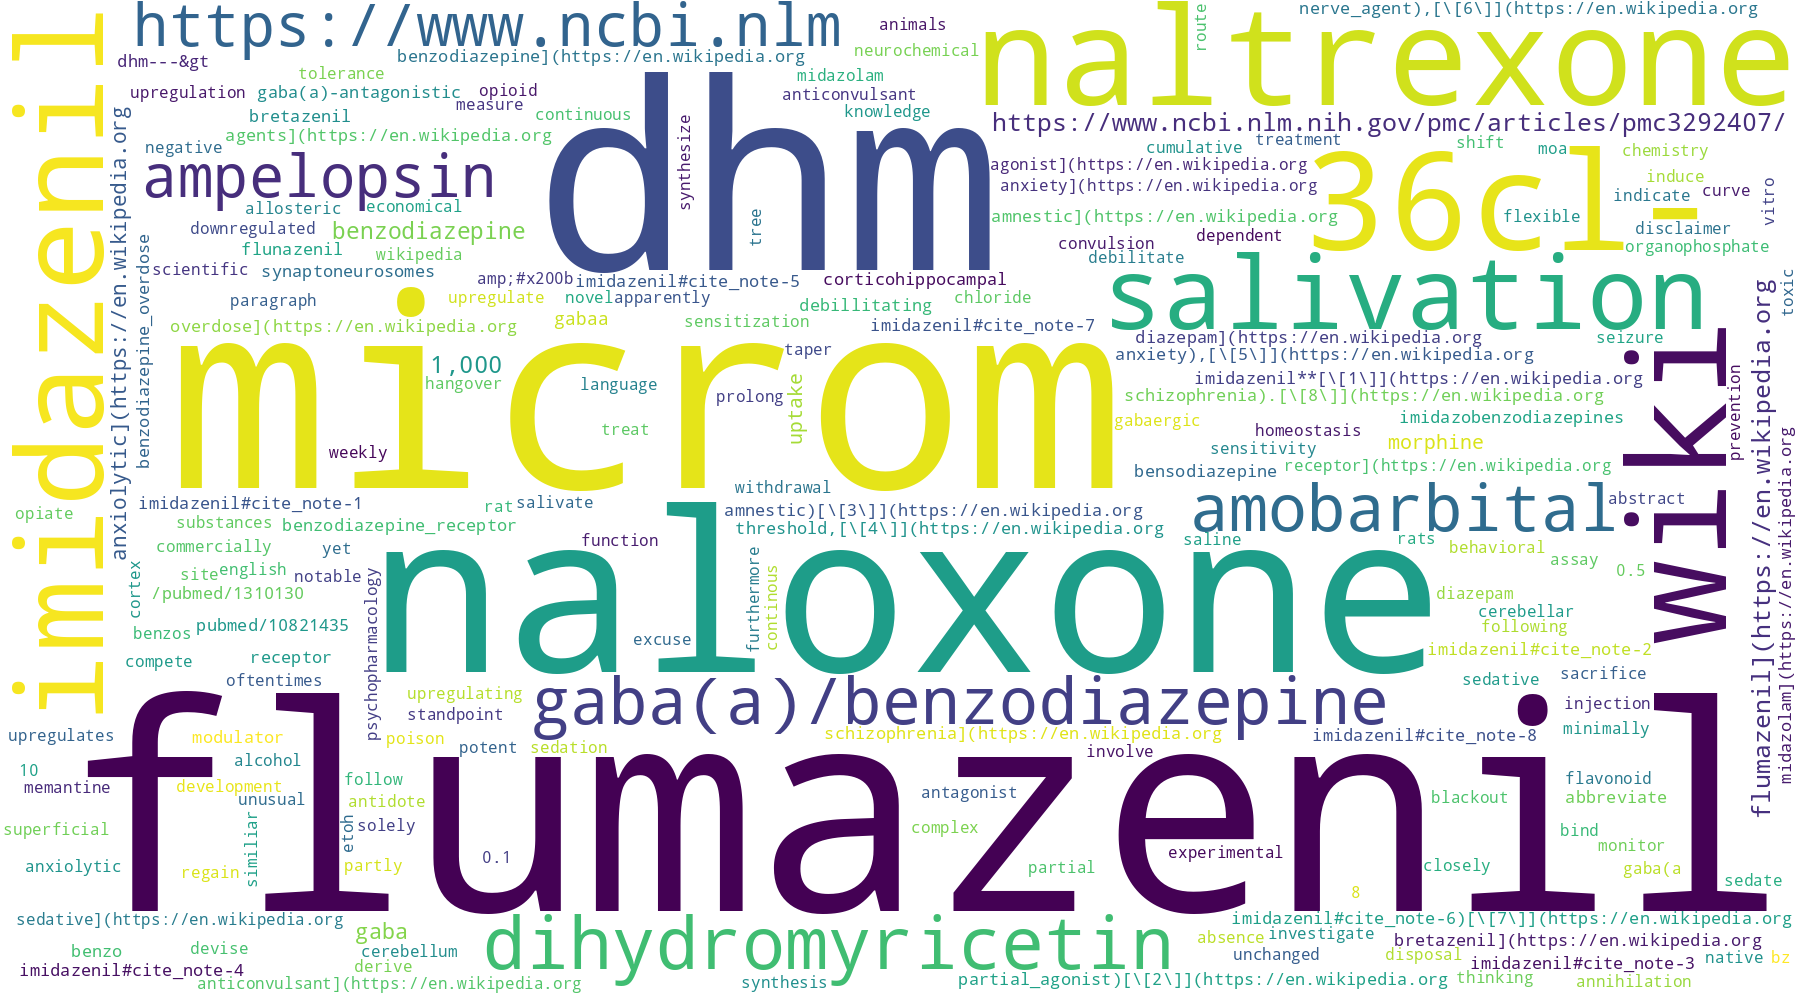 https://www.ncbi.nlm
animals
naltrexone
nerve_agent),[\[6\]](https://en.wikipedia.org
route
imidazenil
dhm---&gt
benzodiazepine](https://en.wikipedia.org
neurochemical
tolerance
midazolam
upregulation
gaba(a)-antagonistic
opioid
anticonvulsant
measure
bretazenil
continuous
knowledge
dhm
https://www.ncbi.nlm.nih.gov/pmc/articles/pmc3292407/
anxiolytic](https://en.wikipedia.org
agents](https://en.wikipedia.org
synthesize
negative
ampelopsin
cumulative
treatment
shift
moa
chemistry
agonist](https://en.wikipedia.org
36cl-
anxiety](https://en.wikipedia.org
induce
indicate
curve
vitro
allosteric
economical
tree
amnestic](https://en.wikipedia.org
flexible
downregulated
benzodiazepine
dependent
disclaimer
flunazenil
wikipedia
convulsion
organophosphate
debilitate
benzodiazepine_overdose
scientific
synaptoneurosomes
amp;#x200b
imidazenil#cite_note-5
corticohippocampal
salivation
toxic
paragraph
upregulate
novel
apparently
debillitating
chloride
microm
overdose](https://en.wikipedia.org
gabaa
sensitization
imidazenil#cite_note-7
diazepam](https://en.wikipedia.org
seizure
taper
anxiety),[\[5\]](https://en.wikipedia.org
wiki
flumazenil](https://en.wikipedia.org
1,000
hangover
language
prolong
uptake
imidazenil**[\[1\]](https://en.wikipedia.org
schizophrenia).[\[8\]](https://en.wikipedia.org
prevention
gabaergic
imidazobenzodiazepines
treat
homeostasis
morphine
weekly
sensitivity
bensodiazepine
receptor](https://en.wikipedia.org
midazolam](https://en.wikipedia.org
withdrawal
imidazenil#cite_note-1
rat
salivate
amnestic)[\[3\]](https://en.wikipedia.org
amobarbital
abstract
opiate
substances
benzodiazepine_receptor
threshold,[\[4\]](https://en.wikipedia.org
naloxone
commercially
yet
function
saline
rats
behavioral
cortex
site
english
notable
psychopharmacology
furthermore
continous
assay
0.5
/pubmed/1310130
diazepam
cerebellar
benzos
pubmed/10821435
excuse
following
compete
receptor
imidazenil#cite_note-2
oftentimes
sedative
sacrifice
gaba(a)/benzodiazepine
upregulating
standpoint
injection
minimally
flumazenil
upregulates
modulator
poison
potent
sedation
schizophrenia](https://en.wikipedia.org
imidazenil#cite_note-8
involve
10
alcohol
memantine
development
follow
flavonoid
unusual
antidote
antagonist
blackout
abbreviate
superficial
similiar
etoh
solely
complex
bind
monitor
anxiolytic
regain
partly
0.1
experimental
partial
closely
gaba(a
8
sedate
sedative](https://en.wikipedia.org
dihydromyricetin
imidazenil#cite_note-6)[\[7\]](https://en.wikipedia.org
gaba
absence
investigate
bretazenil](https://en.wikipedia.org
benzo
devise
cerebellum
unchanged
disposal
native
bz
imidazenil#cite_note-4
derive
imidazenil#cite_note-3
anticonvulsant](https://en.wikipedia.org
synthesis
partial_agonist)[\[2\]](https://en.wikipedia.org
thinking
annihilation